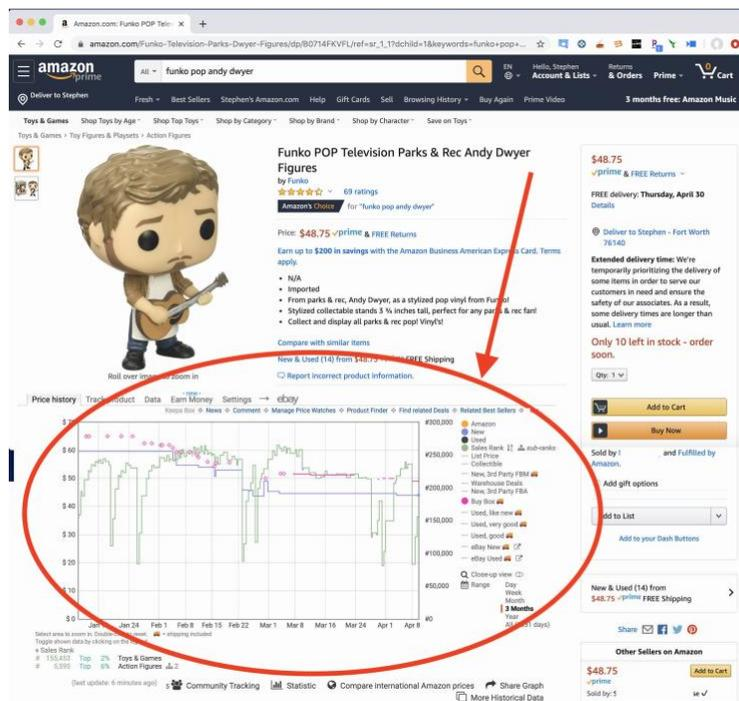 Amazon.com: Funko POP Telev
amazon.com/Funko-Television-Parks-Dwyer-Figures/dp/B0714FKVFL/ref=sr_1_1?dchild=1&keywords=funko+pop+...
amazon
prime
All
funko pop andy dwyer
EN
Hello, Stephen
Account & Lists
Returns
& Orders
Prime
0
Cart
Deliver to Stephen
Fresh
Best Sellers
Stephen's Amazon.com
Help
Gift Cards
Sell
Browsing History
Buy Again
Prime Video
3 months free: Amazon Music
Toys & Games
Shop Toys by Age
Shop Top Toys
Shop by Category
Shop by Brand
Shop by Character
Save on Toys
Toys & Games › Toy Figures & Playsets › Action Figures
Funko POP Television Parks & Rec Andy Dwyer
Figures
by Funko
69 ratings
Amazon's Choice for "funko pop andy dwyer"
Price: $48.75 prime & FREE Returns
Earn up to $200 in savings with the Amazon Business American Express Card. Terms
apply.
• N/A
• Imported
• From parks & rec, Andy Dwyer, as a stylized pop vinyl from Funko!
• Stylized collectable stands 3 ¾ inches tall, perfect for any parks & rec fan!
• Collect and display all parks & rec pop! Vinyl's!
Compare with similar items
New & Used (14) from $48.75 FREE Shipping
Report incorrect product information.
Roll over image to zoom in
$48.75
prime & FREE Returns
FREE delivery: Thursday, April 30
Details
Deliver to Stephen - Fort Worth
76140
Extended delivery time: We're
temporarily prioritizing the delivery of
some items in order to serve our
customers in need and ensure the
safety of our associates. As a result,
some delivery times are longer than
usual. Learn more
Only 10 left in stock - order
soon.
Qty: 1
Add to Cart
Buy Now
Sold by and Fulfilled by
Amazon.
Add gift options
Add to List
Add to your Dash Buttons
New & Used (14) from
$48.75 prime FREE Shipping
Share
Other Sellers on Amazon
$48.75
prime
Add to Cart
Sold by: S
Price history
Track product
Data
Earn Money
Settings
ebay
Keepa Box
News
Comment
Manage Price Watches
Product Finder
Find related Deals
Related Best Sellers
$ 60
$ 50
$ 40
$ 30
$ 20
$ 10
$ 0
#300,000
#250,000
#200,000
#150,000
#100,000
#50,000
#0
Jan 24
Feb 1
Feb 8
Feb 15
Feb 22
Mar 1
Mar 8
Mar 16
Mar 24
Apr 1
Apr 8
Amazon
New
Used
Sales Rank sub-ranks
List Price
Collectible
New, 3rd Party FBM
Warehouse Deals
New, 3rd Party FBA
Buy Box
Used, like new
Used, very good
Used, good
eBay New
eBay Used
Close-up view
Range
Day
Week
Month
3 Months
Year
Select area to zoom in. Double-click to reset. = shipping included
Toggle shown data by clicking on the
Sales Rank
# 155,453 Top 2% Toys & Games
# 5,593 Top 6% Action Figures 2
(last update: 6 minutes ago)
Community Tracking
Statistic
Compare international Amazon prices
Share Graph
More Historical Data